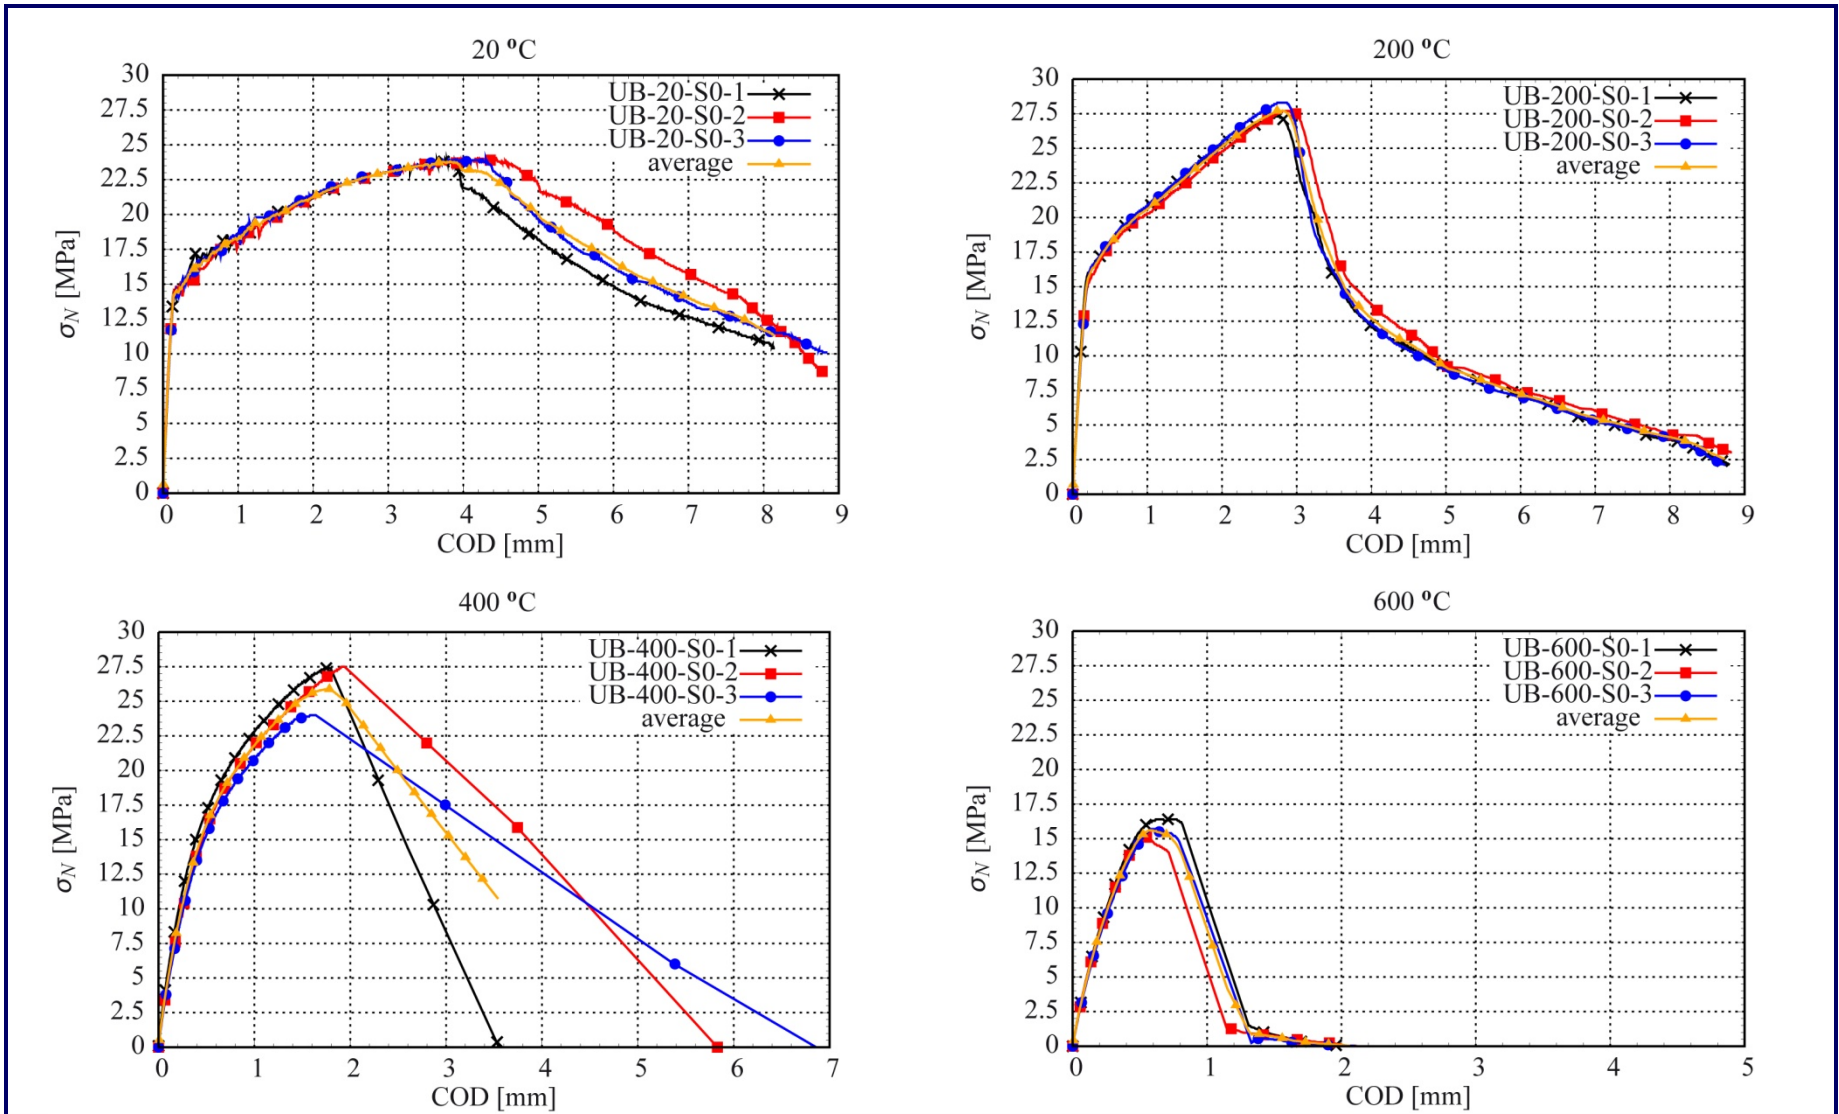 20 °C
30
27.5
25
22.5
20
17.5
15
12.5
10
7.5
5
2.5
0
σN [MPa]
UB-20-S0-1
UB-20-S0-2
UB-20-S0-3
average
0 1 2 3 4 5 6 7 8 9
COD [mm]
200 °C
30
27.5
25
22.5
20
17.5
15
12.5
10
7.5
5
2.5
0
σN [MPa]
UB-200-S0-1
UB-200-S0-2
UB-200-S0-3
average
0 1 2 3 4 5 6 7 8 9
COD [mm]
400 °C
30
27.5
25
22.5
20
17.5
15
12.5
10
7.5
5
2.5
0
σN [MPa]
UB-400-S0-1
UB-400-S0-2
UB-400-S0-3
average
0 1 2 3 4 5 6 7
COD [mm]
600 °C
30
27.5
25
22.5
20
17.5
15
12.5
10
7.5
5
2.5
0
σN [MPa]
UB-600-S0-1
UB-600-S0-2
UB-600-S0-3
average
0 1 2 3 4 5
COD [mm]